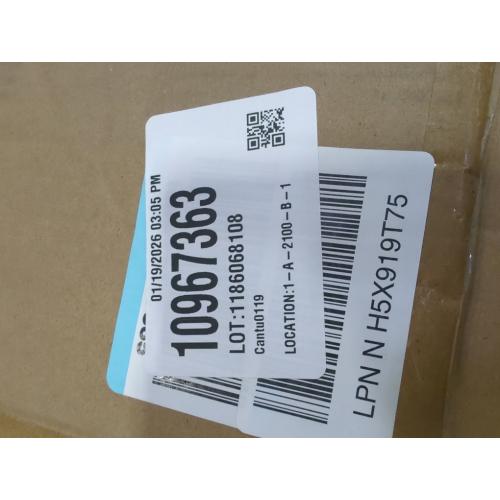 01/19/2026 03:05 PM
10967363
LOT:1186068108
Cantu0119
LOCATION:1-A-2100-B-1
LPN N H5X919T75